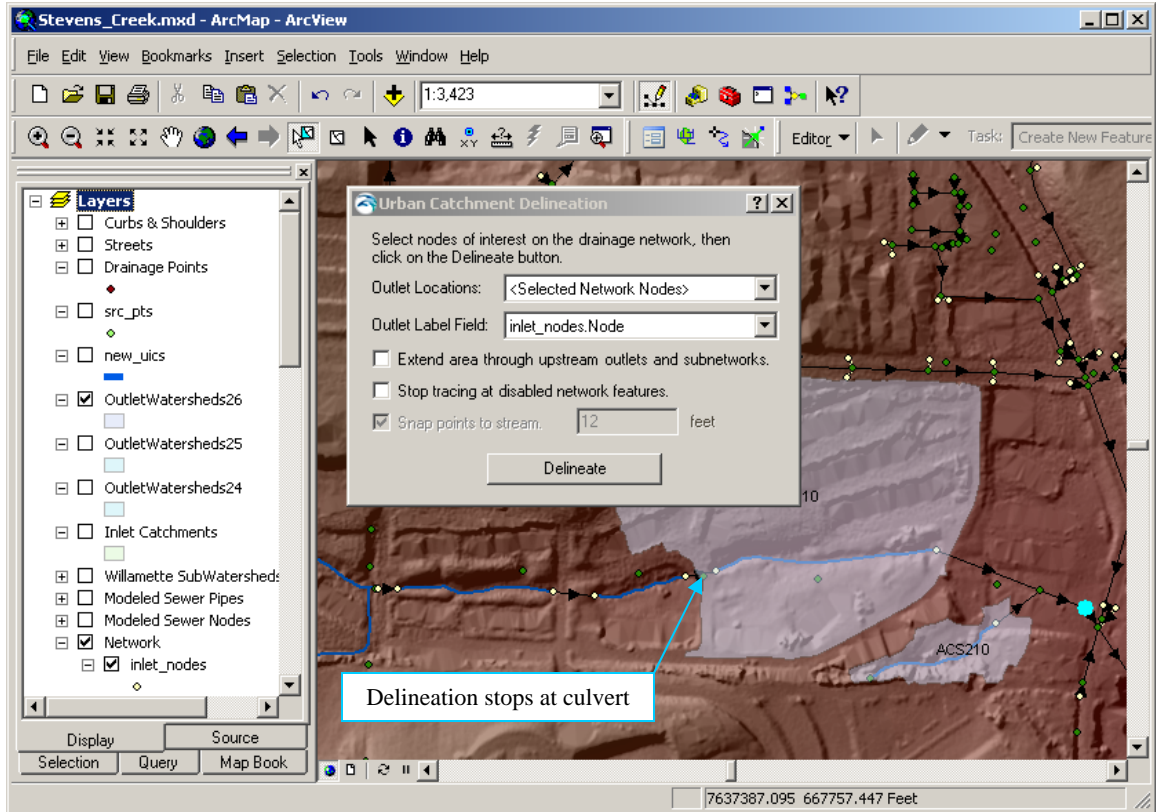 Stevens_Creek.mxd - ArcMap - ArcView
File Edit View Bookmarks Insert Selection Tools Window Help
1:3,423
Editor
Task:
Create New Feature
Layers
Curbs & Shoulders
Streets
Drainage Points
src_pts
new_uics
OutletWatersheds26
OutletWatersheds25
OutletWatersheds24
Inlet Catchments
Willamette SubWatersheds
Modeled Sewer Pipes
Modeled Sewer Nodes
Network
inlet_nodes
Display
Source
Selection
Query
Map Book
Urban Catchment Delineation
Select nodes of interest on the drainage network, then
click on the Delineate button.
Outlet Locations:
<Selected Network Nodes>
Outlet Label Field:
inlet_nodes.Node
Extend area through upstream outlets and subnetworks.
Stop tracing at disabled network features.
Snap points to stream.
12
feet
Delineate
10
ACS210
Delineation stops at culvert
7637387.095 667757.447 Feet